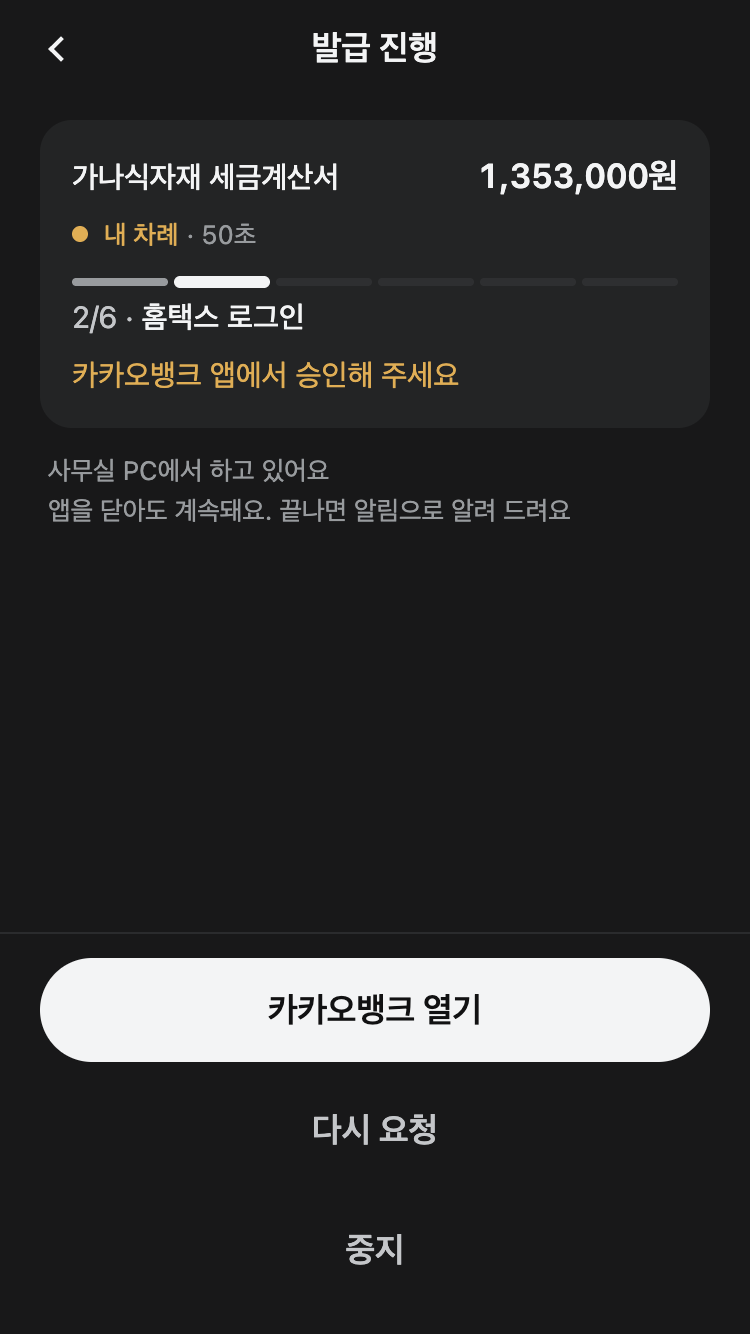 발급 진행
가나식자재 세금계산서 1,353,000원
내 차례 · 50초
2/6 · 홈택스 로그인
카카오뱅크 앱에서 승인해 주세요
사무실 PC에서 하고 있어요
앱을 닫아도 계속돼요. 끝나면 알림으로 알려 드려요
카카오뱅크 열기
다시 요청
중지